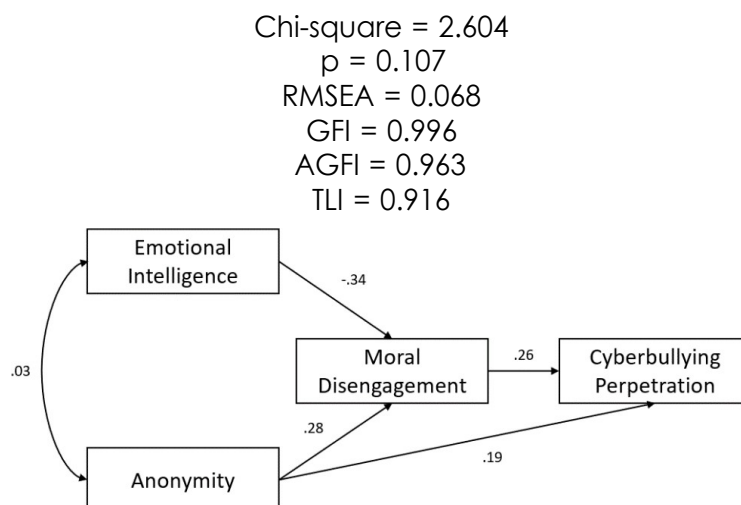 Chi-square = 2.604
p = 0.107
RMSEA = 0.068
GFI = 0.996
AGFI = 0.963
TLI = 0.916
Emotional
Intelligence
-.34
Moral
Disengagement
.26
Cyberbullying
Perpetration
.03
.28
.19
Anonymity